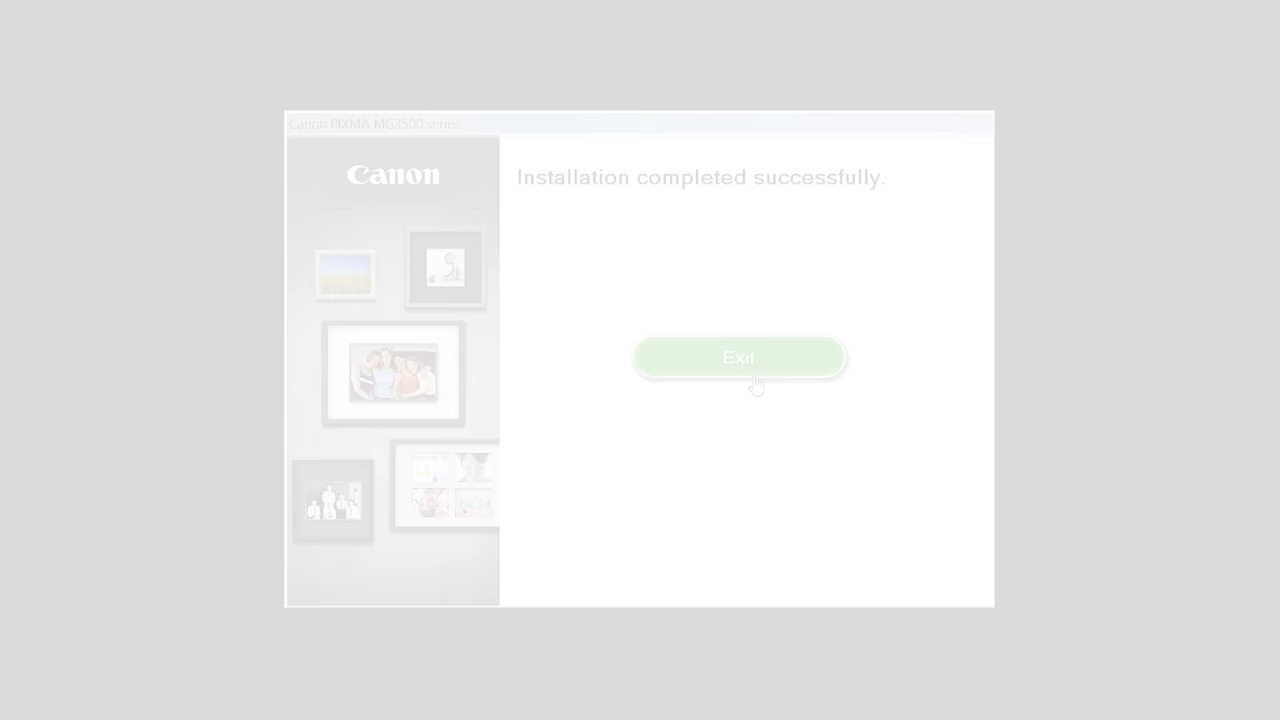 Canon PIXMA MG3500 series
Canon
Installation completed successfully.
Exit